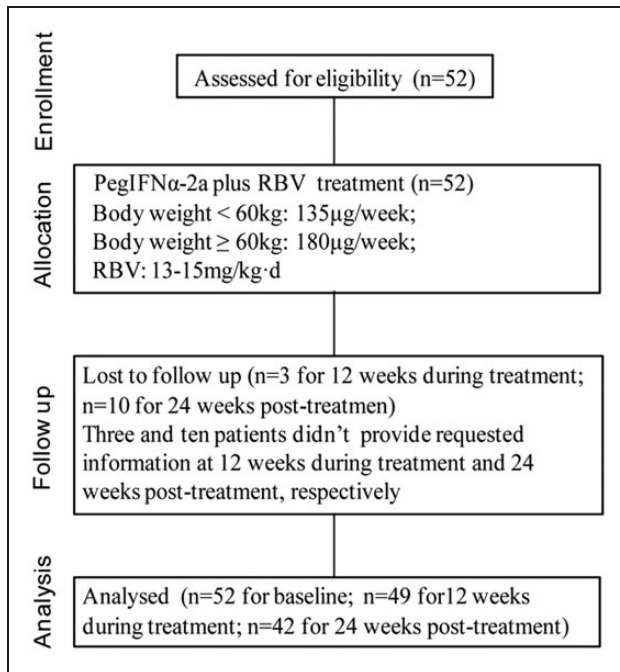 Enrollment
Assessed for eligibility (n=52)
Allocation
PegIFNα-2a plus RBV treatment (n=52)
Body weight < 60kg: 135μg/week;
Body weight ≥ 60kg: 180μg/week;
RBV: 13-15mg/kg·d
Follow up
Lost to follow up (n=3 for 12 weeks during treatment;
n=10 for 24 weeks post-treatmen)
Three and ten patients didn't provide requested
information at 12 weeks during treatment and 24
weeks post-treatment, respectively
Analysis
Analysed (n=52 for baseline; n=49 for12 weeks
during treatment; n=42 for 24 weeks post-treatment)